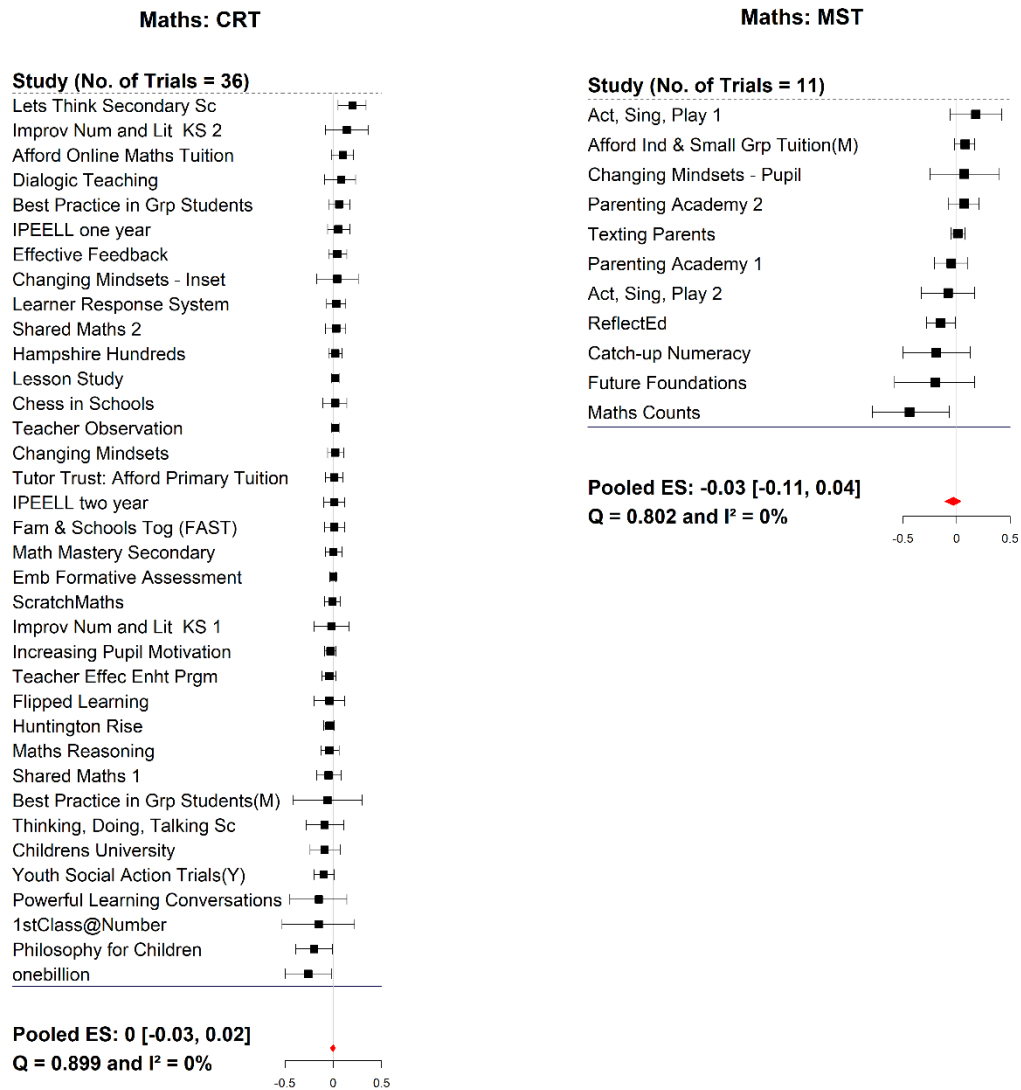 Maths: CRT
Study (No. of Trials = 36)
Lets Think Secondary Sc
Improv Num and Lit KS 2
Afford Online Maths Tuition
Dialogic Teaching
Best Practice in Grp Students
IPEELL one year
Effective Feedback
Changing Mindsets - Inset
Learner Response System
Shared Maths 2
Hampshire Hundreds
Lesson Study
Chess in Schools
Teacher Observation
Changing Mindsets
Tutor Trust: Afford Primary Tuition
IPEELL two year
Fam & Schools Tog (FAST)
Math Mastery Secondary
Emb Formative Assessment
ScratchMaths
Improv Num and Lit KS 1
Increasing Pupil Motivation
Teacher Effec Enht Prgm
Flipped Learning
Huntington Rise
Maths Reasoning
Shared Maths 1
Best Practice in Grp Students(M)
Thinking, Doing, Talking Sc
Childrens University
Youth Social Action Trials(Y)
Powerful Learning Conversations
1stClass@Number
Philosophy for Children
onebillion
Pooled ES: 0 [-0.03, 0.02]
Q = 0.899 and I² = 0%
-0.5 0 0.5
Maths: MST
Study (No. of Trials = 11)
Act, Sing, Play 1
Afford Ind & Small Grp Tuition(M)
Changing Mindsets - Pupil
Parenting Academy 2
Texting Parents
Parenting Academy 1
Act, Sing, Play 2
ReflectEd
Catch-up Numeracy
Future Foundations
Maths Counts
Pooled ES: -0.03 [-0.11, 0.04]
Q = 0.802 and I² = 0%
-0.5 0 0.5